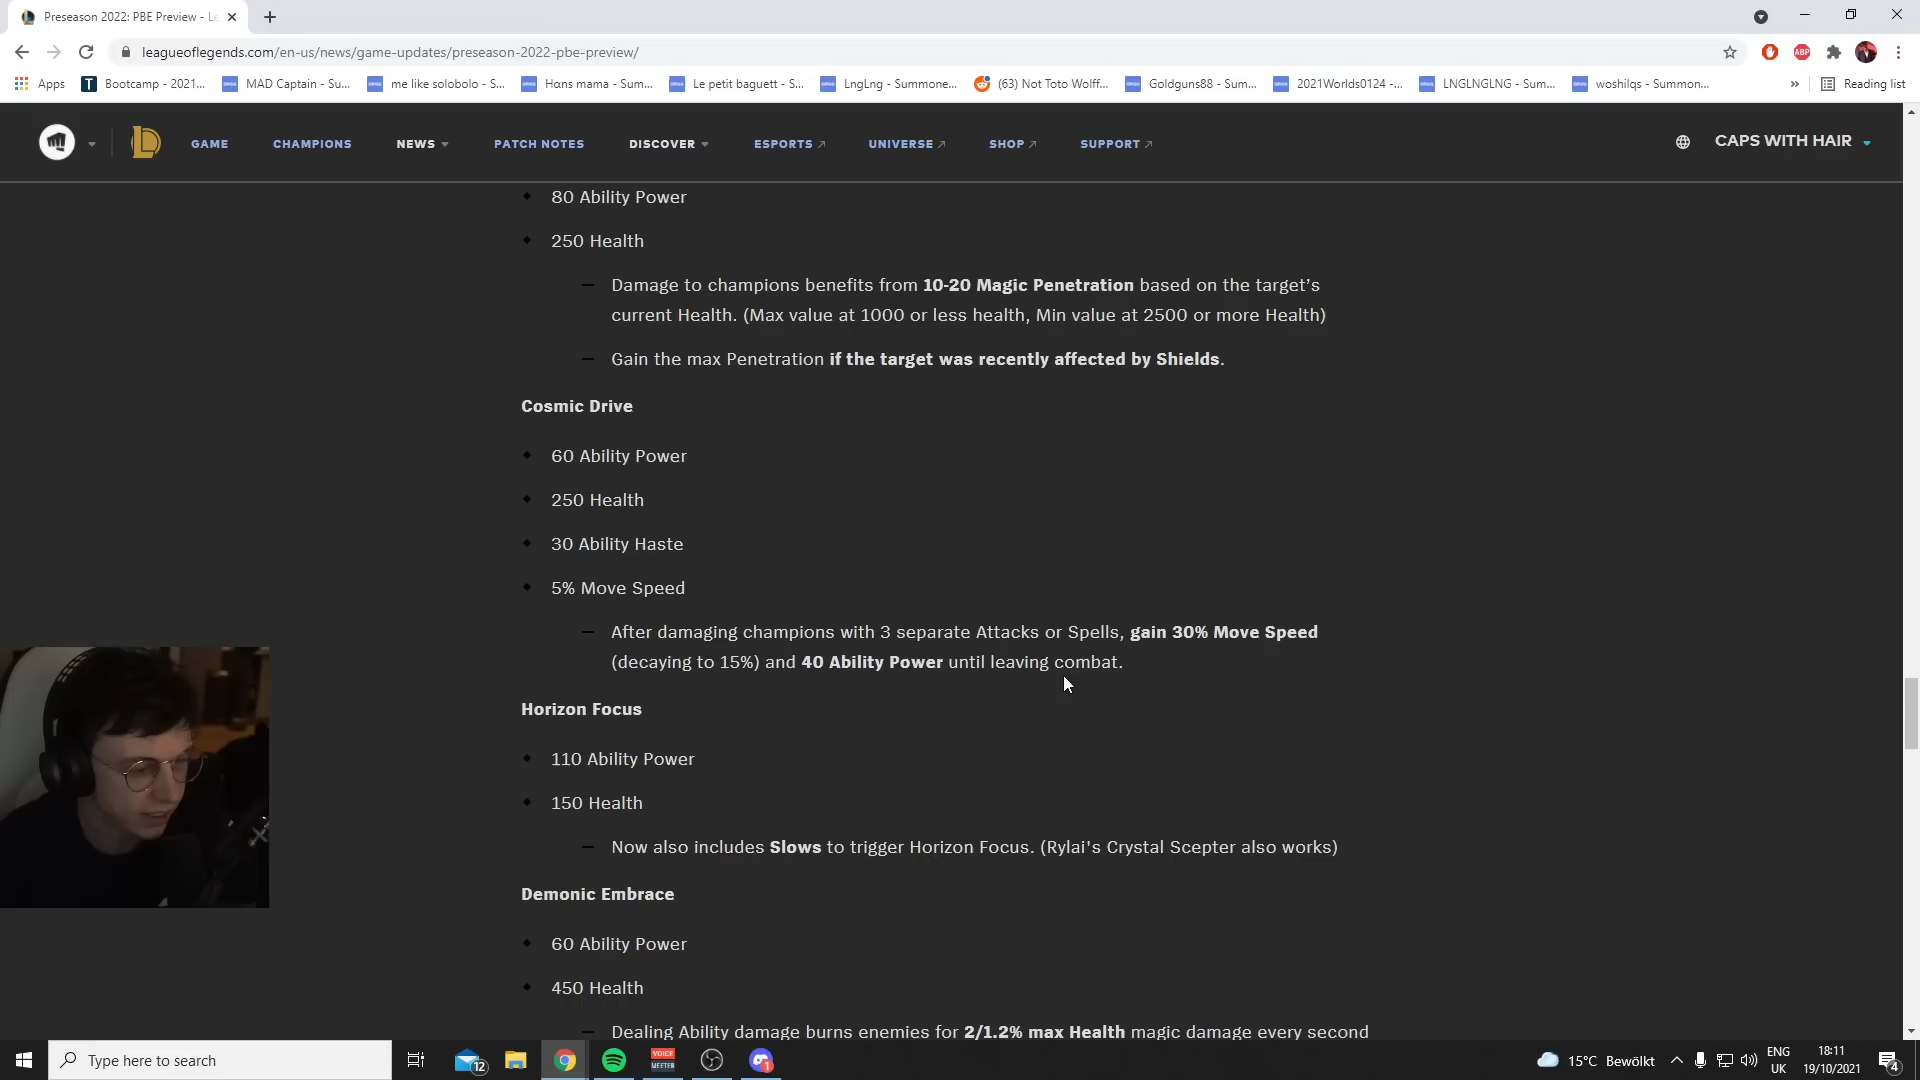 Preseason 2022: PBE Preview - Le
leagueoflegends.com/en-us/news/game-updates/preseason-2022-pbe-preview/
Apps
Bootcamp - 2021...
MAD Captain - Su...
me like solobolo - S...
Hans mama - Sum...
Le petit baguett - S...
LngLng - Summone...
(63) Not Toto Wolff...
Goldguns88 - Sum...
2021Worlds0124 -...
LNGLNGLNG - Sum...
woshilqs - Summon...
Reading list
GAME
CHAMPIONS
NEWS
PATCH NOTES
DISCOVER
ESPORTS
UNIVERSE
SHOP
SUPPORT
CAPS WITH HAIR
80 Ability Power
250 Health
Damage to champions benefits from 10-20 Magic Penetration based on the target's
current Health. (Max value at 1000 or less health, Min value at 2500 or more Health)
Gain the max Penetration if the target was recently affected by Shields.
Cosmic Drive
60 Ability Power
250 Health
30 Ability Haste
5% Move Speed
After damaging champions with 3 separate Attacks or Spells, gain 30% Move Speed
(decaying to 15%) and 40 Ability Power until leaving combat.
Horizon Focus
110 Ability Power
150 Health
Now also includes Slows to trigger Horizon Focus. (Rylai's Crystal Scepter also works)
Demonic Embrace
60 Ability Power
450 Health
Dealing Ability damage burns enemies for 2/1.2% max Health magic damage every second
Type here to search
12
VOICE
MEETER
1
15°C Bewölkt
ENG
UK
18:11
19/10/2021
4
ABP